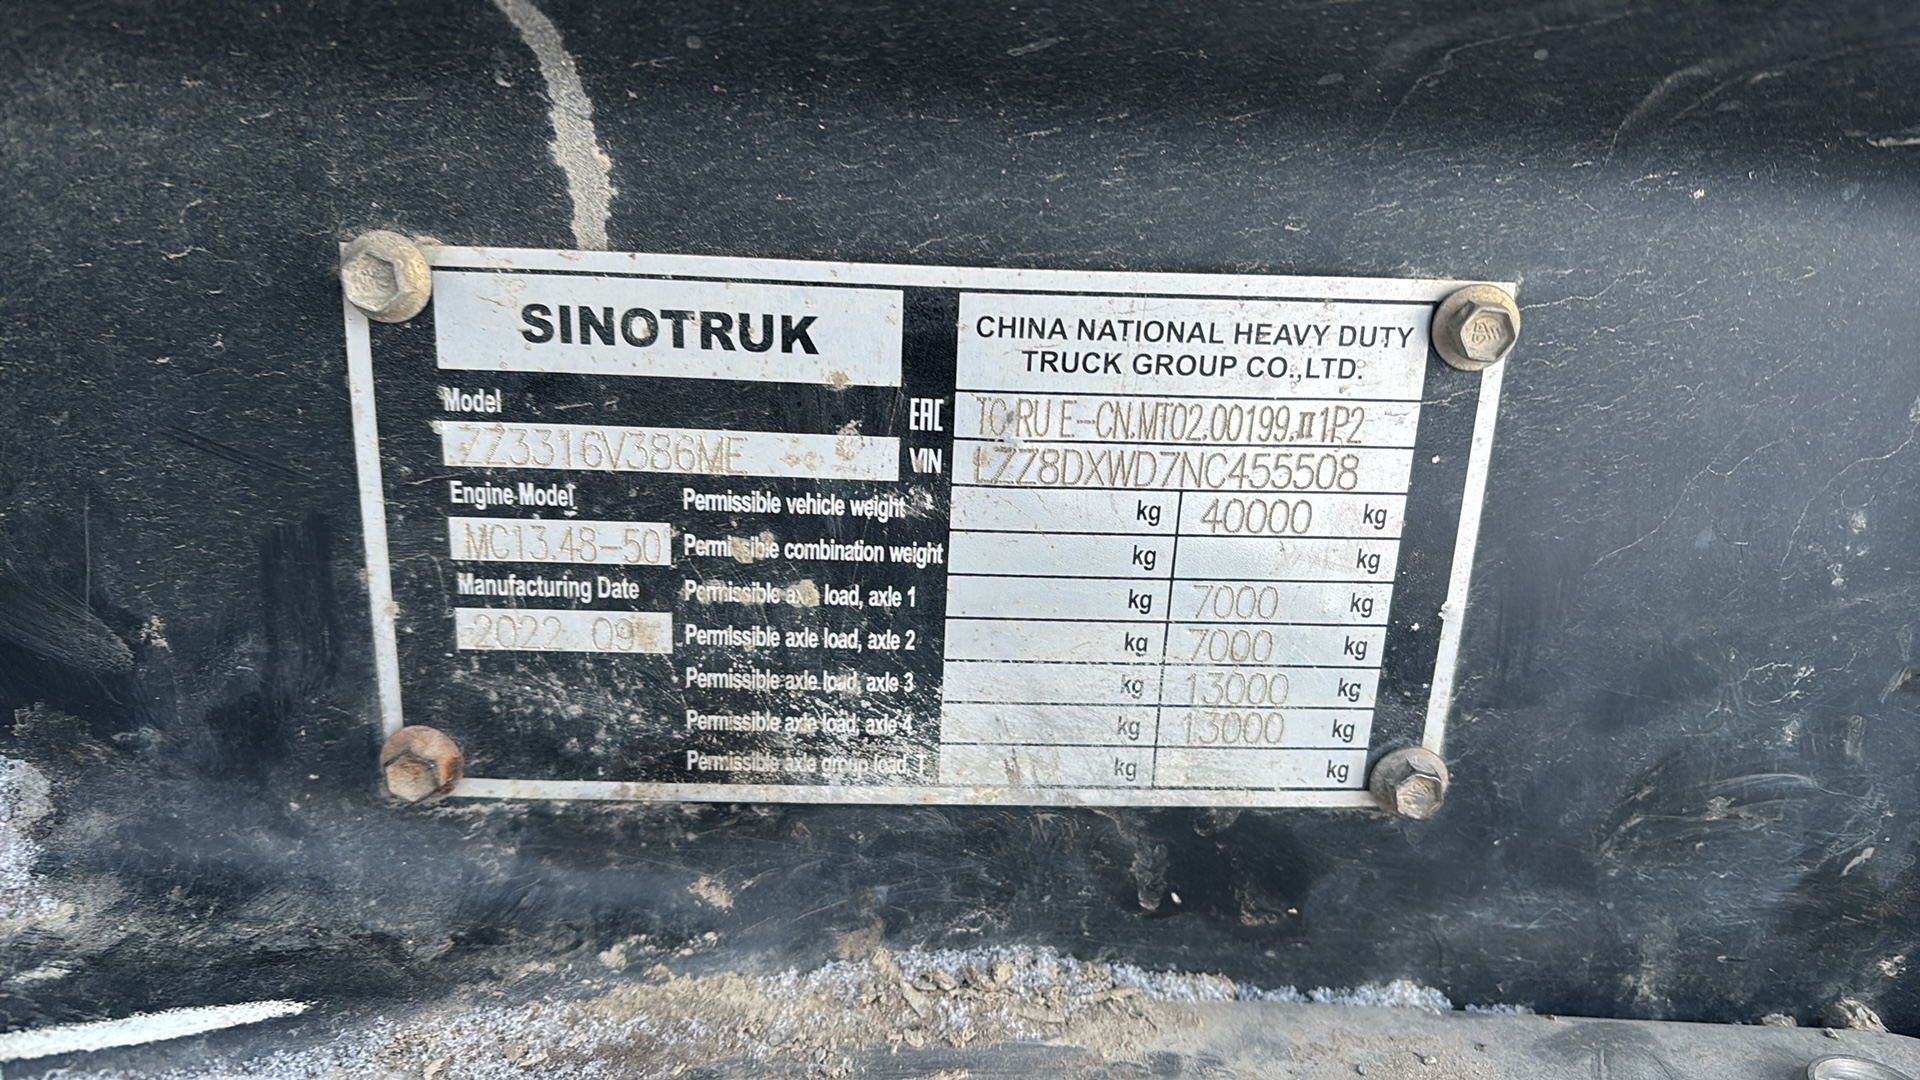 SINOTRUK
CHINA NATIONAL HEAVY DUTY
TRUCK GROUP CO.,LTD.
Model
EAC TC RU E-CN.MT02.00199.П1P2
ZZ3316V386ME
VIN LZZ8DXWD7NC455508
Engine Model
Permissible vehicle weight kg 40000 kg
MC13.48-50
Permissible combination weight kg kg
Manufacturing Date
Permissible axle load, axle 1 kg 7000 kg
2022 09
Permissible axle load, axle 2 kg 7000 kg
Permissible axle load, axle 3 kg 13000 kg
Permissible axle load, axle 4 kg 13000 kg
Permissible axle group load, kg kg